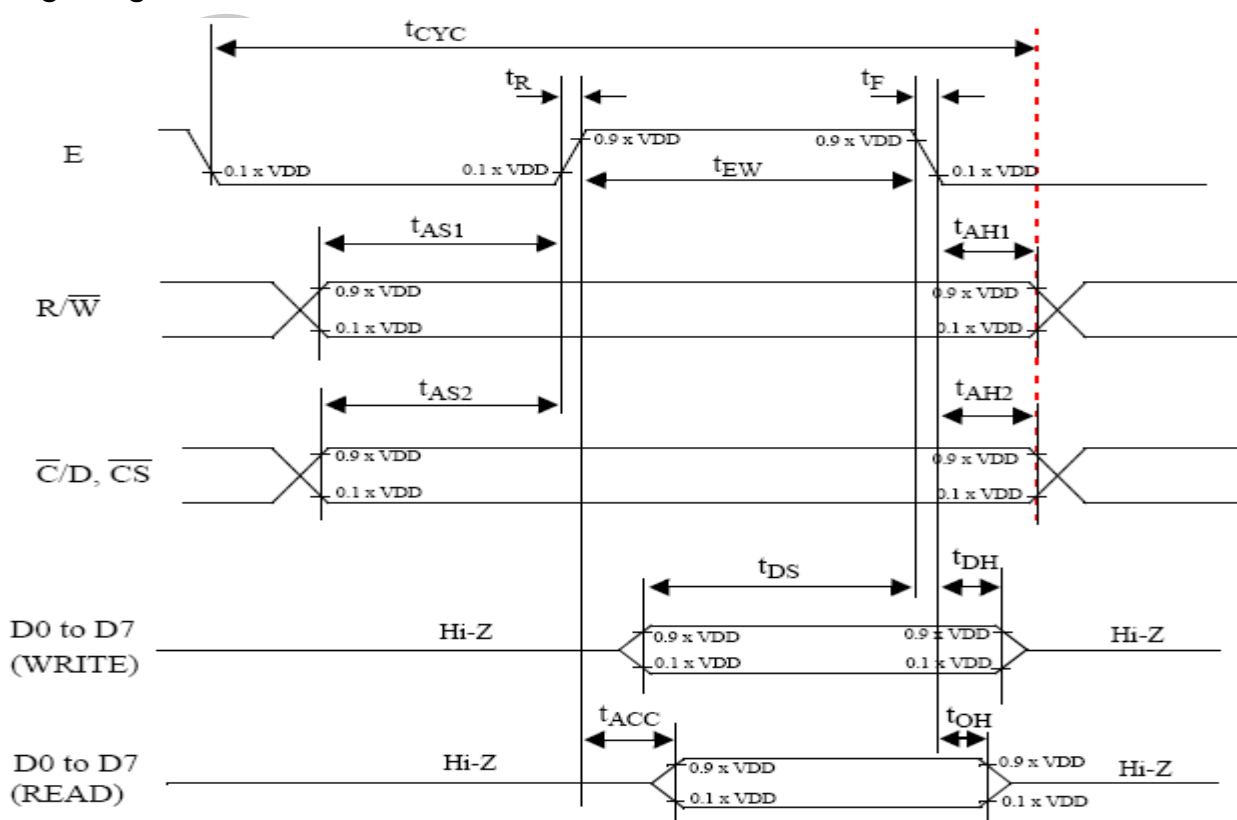 tCYC
tR
tF
E
0.9 x VDD
0.9 x VDD
0.1 x VDD
0.1 x VDD
tEW
0.1 x VDD
tAS1
tAH1
R/W̅
0.9 x VDD
0.9 x VDD
0.1 x VDD
0.1 x VDD
tAS2
tAH2
C̅/D, C̅S̅
0.9 x VDD
0.9 x VDD
0.1 x VDD
0.1 x VDD
tDS
tDH
D0 to D7
(WRITE)
Hi-Z
0.9 x VDD
0.9 x VDD
Hi-Z
0.1 x VDD
0.1 x VDD
tACC
tOH
D0 to D7
(READ)
Hi-Z
0.9 x VDD
0.9 x VDD
Hi-Z
0.1 x VDD
0.1 x VDD